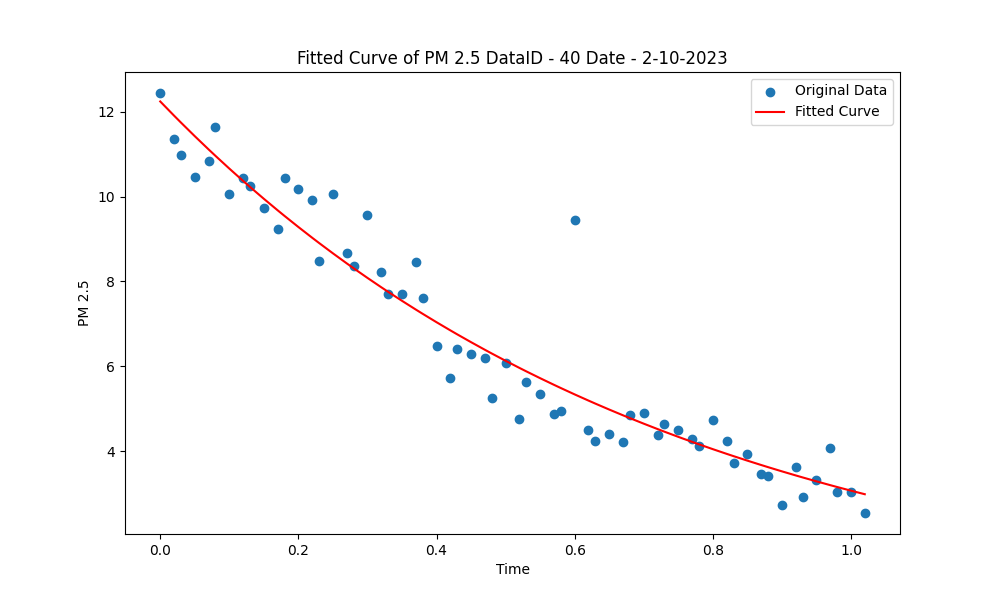 Fitted Curve of PM 2.5 DataID - 40 Date - 2-10-2023
Original Data
Fitted Curve
PM 2.5
12
10
8
6
4
0.0 0.2 0.4 0.6 0.8 1.0
Time